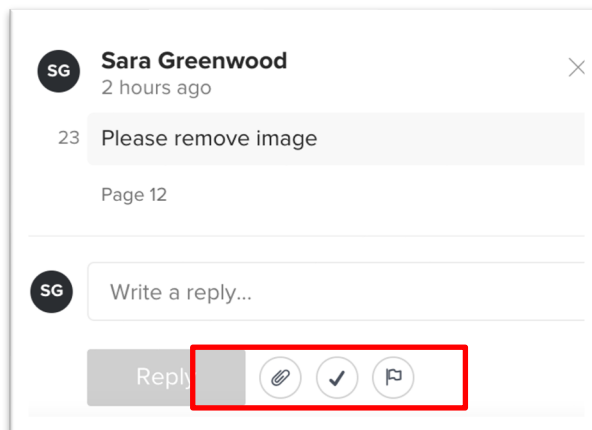 SG
Sara Greenwood
2 hours ago
23
Please remove image
Page 12
SG
Write a reply...
Reply